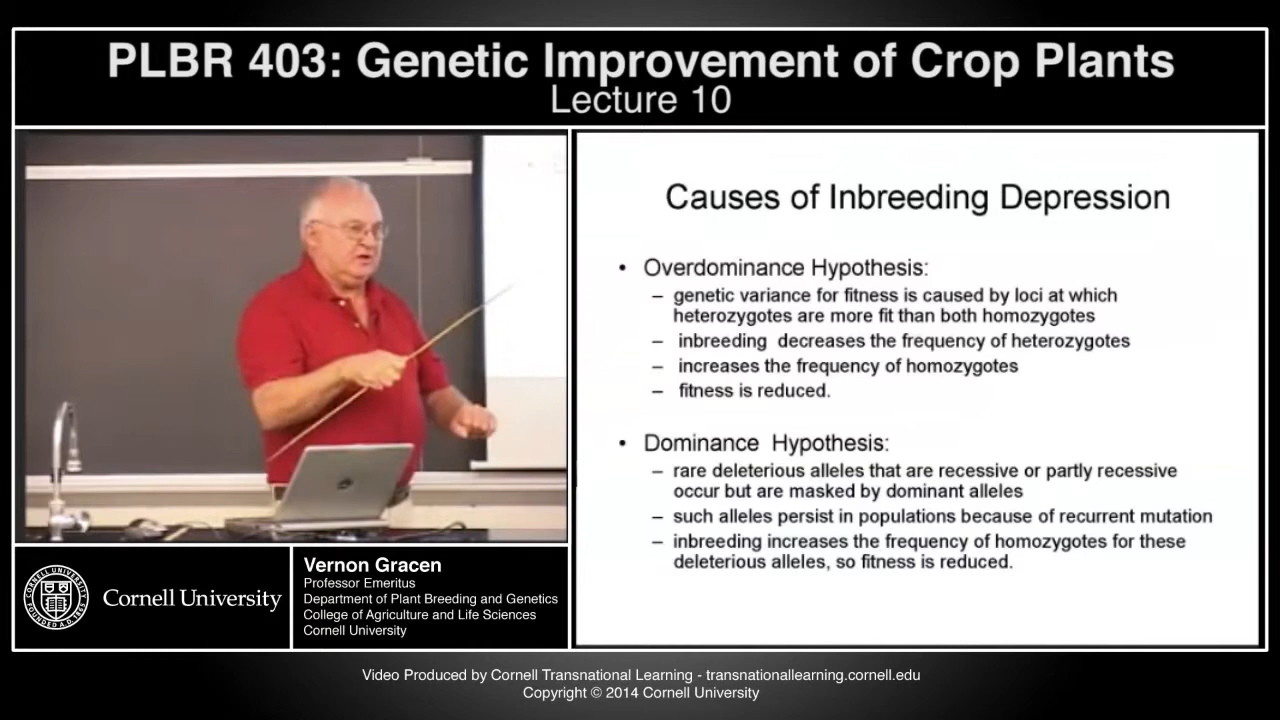 PLBR 403: Genetic Improvement of Crop Plants
Lecture 10
Causes of Inbreeding Depression
• Overdominance Hypothesis:
– genetic variance for fitness is caused by loci at which
heterozygotes are more fit than both homozygotes
– inbreeding decreases the frequency of heterozygotes
– increases the frequency of homozygotes
– fitness is reduced.
• Dominance Hypothesis:
– rare deleterious alleles that are recessive or partly recessive
occur but are masked by dominant alleles
– such alleles persist in populations because of recurrent mutation
– inbreeding increases the frequency of homozygotes for these
deleterious alleles, so fitness is reduced.
Cornell University
Vernon Gracen
Professor Emeritus
Department of Plant Breeding and Genetics
College of Agriculture and Life Sciences
Cornell University
Video Produced by Cornell Transnational Learning - transnationallearning.cornell.edu
Copyright © 2014 Cornell University